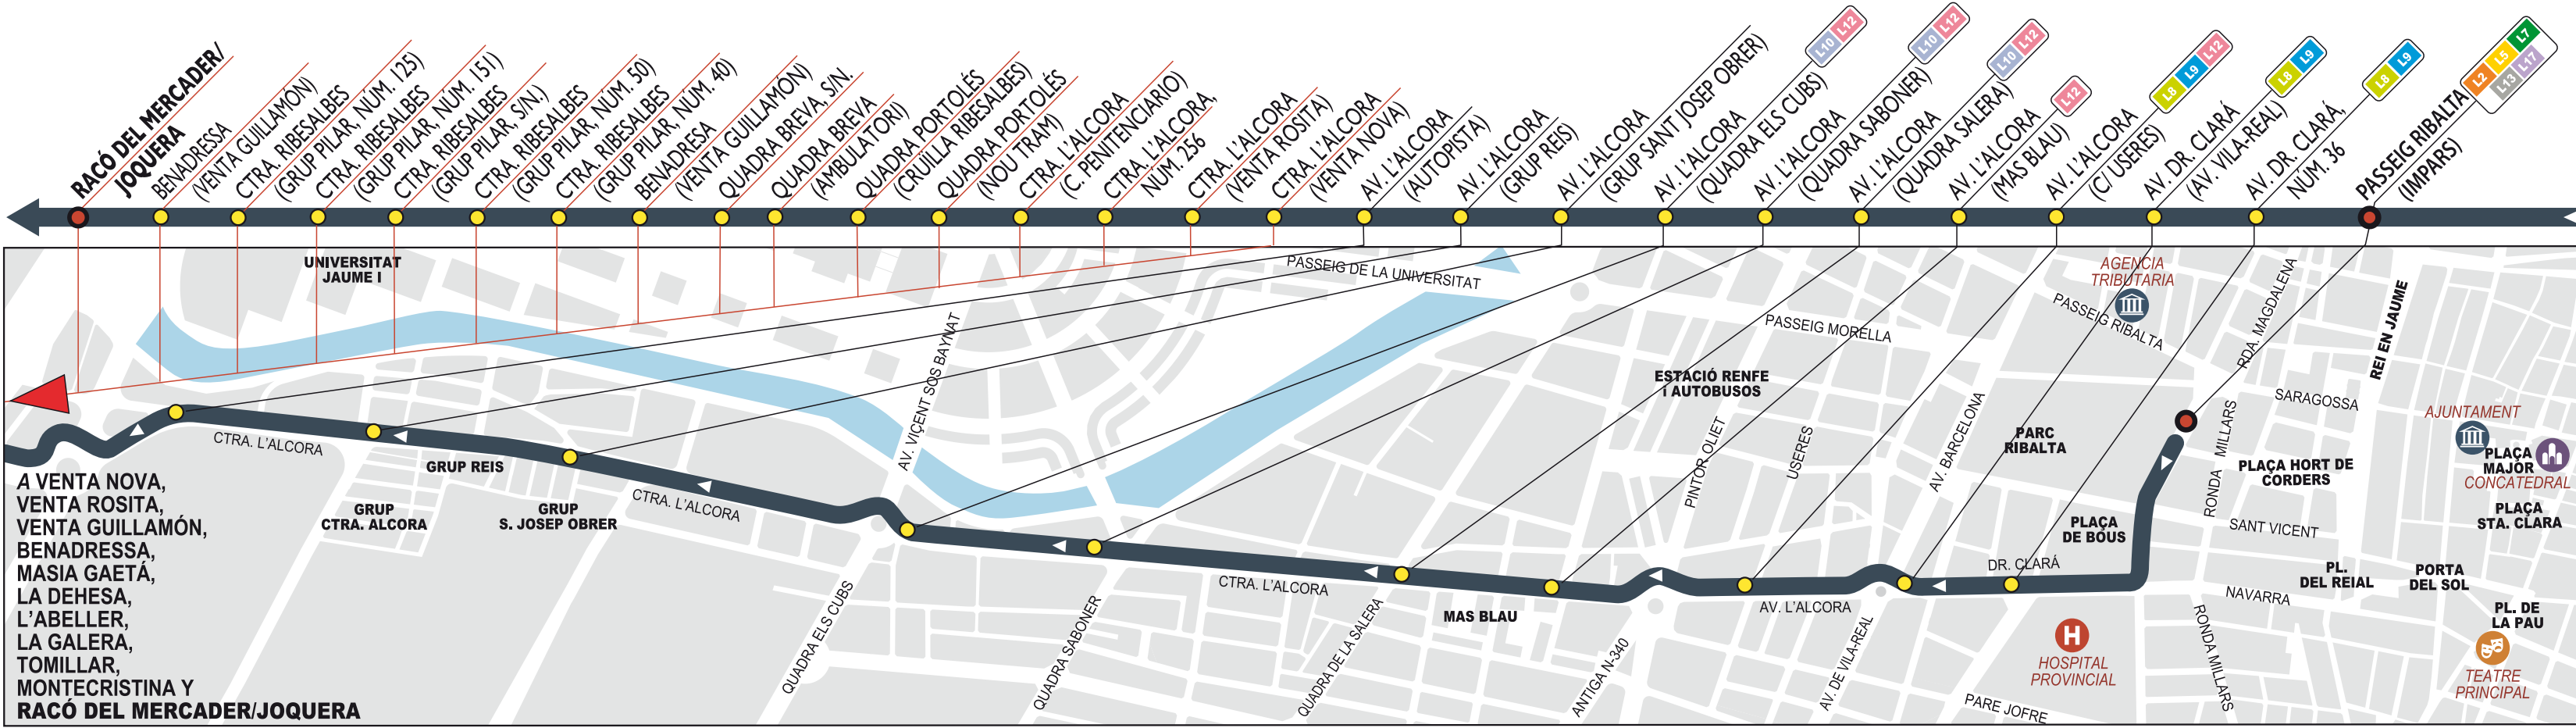 RACÓ DEL MERCADER/
JOQUERA
BENADRESSA
(VENTA GUILLAMÓN)
CTRA. RIBESALBES
(GRUP PILAR, NÚM. 125)
CTRA. RIBESALBES
(GRUP PILAR, NÚM. 151)
CTRA. RIBESALBES
(GRUP PILAR, S/N.)
CTRA. RIBESALBES
(GRUP PILAR, NÚM. 50)
CTRA. RIBESALBES
(GRUP PILAR, NÚM. 40)
BENADRESA
(VENTA GUILLAMÓN)
QUADRA BREVA, S/N.
QUADRA BREVA
(AMBULATORI)
QUADRA PORTOLÉS
(CRÜILLA RIBESALBES)
QUADRA PORTOLÉS
(NOU TRAM)
CTRA. L'ALCORA
(C. PENITENCIARIO)
CTRA. L'ALCORA,
NÚM. 256
CTRA. L'ALCORA
(VENTA ROSITA)
CTRA. L'ALCORA
(VENTA NOVA)
AV. L'ALCORA
(AUTOPISTA)
AV. L'ALCORA
(GRUP REIS)
AV. L'ALCORA
(GRUP SANT JOSEP OBRER)
AV. L'ALCORA
(QUADRA ELS CUBS)
L10 L12
AV. L'ALCORA
(QUADRA SABONER)
L10 L12
AV. L'ALCORA
(QUADRA SALERA)
L10 L12
AV. L'ALCORA
(MAS BLAU)
L12
AV. L'ALCORA
(C/ USERES)
L8 L9 L12
AV. DR. CLARÁ
(AV. VILA-REAL)
L8 L9
AV. DR. CLARÁ,
NÚM. 36
L8 L9
PASSEIG RIBALTA
(IMPARS)
L2 L5 L7
L13 L17
UNIVERSITAT
JAUME I
PASSEIG DE LA UNIVERSITAT
AGENCIA
TRIBUTARIA
PASSEIG RIBALTA
RDA. MAGDALENA
REI EN JAUME
PASSEIG MORELLA
AV. VIÇENT SOS BAYNAT
ESTACIÓ RENFE
I AUTOBUSOS
SARAGOSSA
AJUNTAMENT
PLAÇA
MAJOR
CONCATEDRAL
PARC
RIBALTA
AV. BARCELONA
USERES
PINTOR OLIET
RONDA MILLARS
PLAÇA HORT DE
CORDERS
CTRA. L'ALCORA
GRUP REIS
GRUP
CTRA. ALCORA
GRUP
S. JOSEP OBRER
CTRA. L'ALCORA
PLAÇA
STA. CLARA
PLAÇA
DE BOUS
SANT VICENT
DR. CLARÁ
PL.
DEL REIAL
PORTA
DEL SOL
NAVARRA
CTRA. L'ALCORA
AV. L'ALCORA
MAS BLAU
PL. DE
LA PAU
QUADRA ELS CUBS
QUADRA SABONER
QUADRA DE LA SALERA
ANTIGA N-340
AV. DE VILA-REAL
H
HOSPITAL
PROVINCIAL
PARE JOFRE
RONDA MILLARS
TEATRE
PRINCIPAL
A VENTA NOVA,
VENTA ROSITA,
VENTA GUILLAMÓN,
BENADRESSA,
MASIA GAETÁ,
LA DEHESA,
L'ABELLER,
LA GALERA,
TOMILLAR,
MONTECRISTINA Y
RACÓ DEL MERCADER/JOQUERA